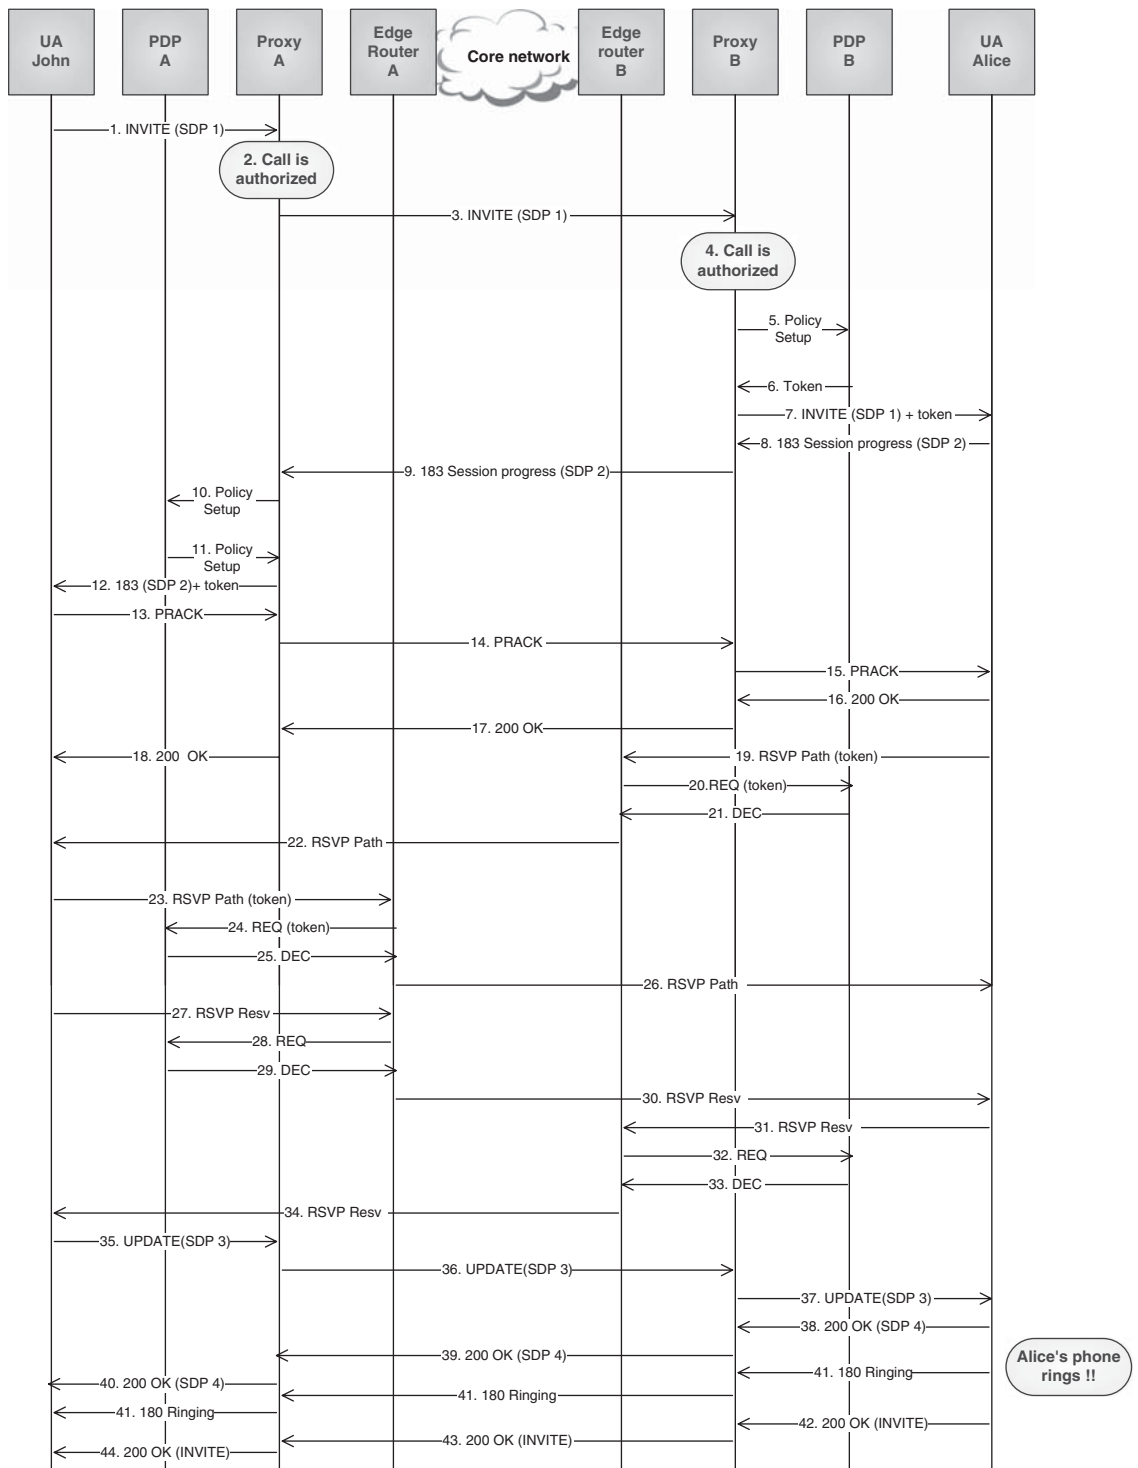 UA
John
PDP
A
Proxy
A
Edge
Router
A
Core network
Edge
router
B
Proxy
B
PDP
B
UA
Alice
1. INVITE (SDP 1)
2. Call is
authorized
3. INVITE (SDP 1)
4. Call is
authorized
5. Policy
Setup
6. Token
7. INVITE (SDP 1) + token
8. 183 Session progress (SDP 2)
9. 183 Session progress (SDP 2)
10. Policy
Setup
11. Policy
Setup
12. 183 (SDP 2)+ token
13. PRACK
14. PRACK
15. PRACK
16. 200 OK
17. 200 OK
18. 200 OK
19. RSVP Path (token)
20.REQ (token)
21. DEC
22. RSVP Path
23. RSVP Path (token)
24. REQ (token)
25. DEC
26. RSVP Path
27. RSVP Resv
28. REQ
29. DEC
30. RSVP Resv
31. RSVP Resv
32. REQ
33. DEC
34. RSVP Resv
35. UPDATE(SDP 3)
36. UPDATE(SDP 3)
37. UPDATE(SDP 3)
38. 200 OK (SDP 4)
39. 200 OK (SDP 4)
Alice's phone
rings !!
41. 180 Ringing
40. 200 OK (SDP 4)
41. 180 Ringing
41. 180 Ringing
42. 200 OK (INVITE)
43. 200 OK (INVITE)
44. 200 OK (INVITE)